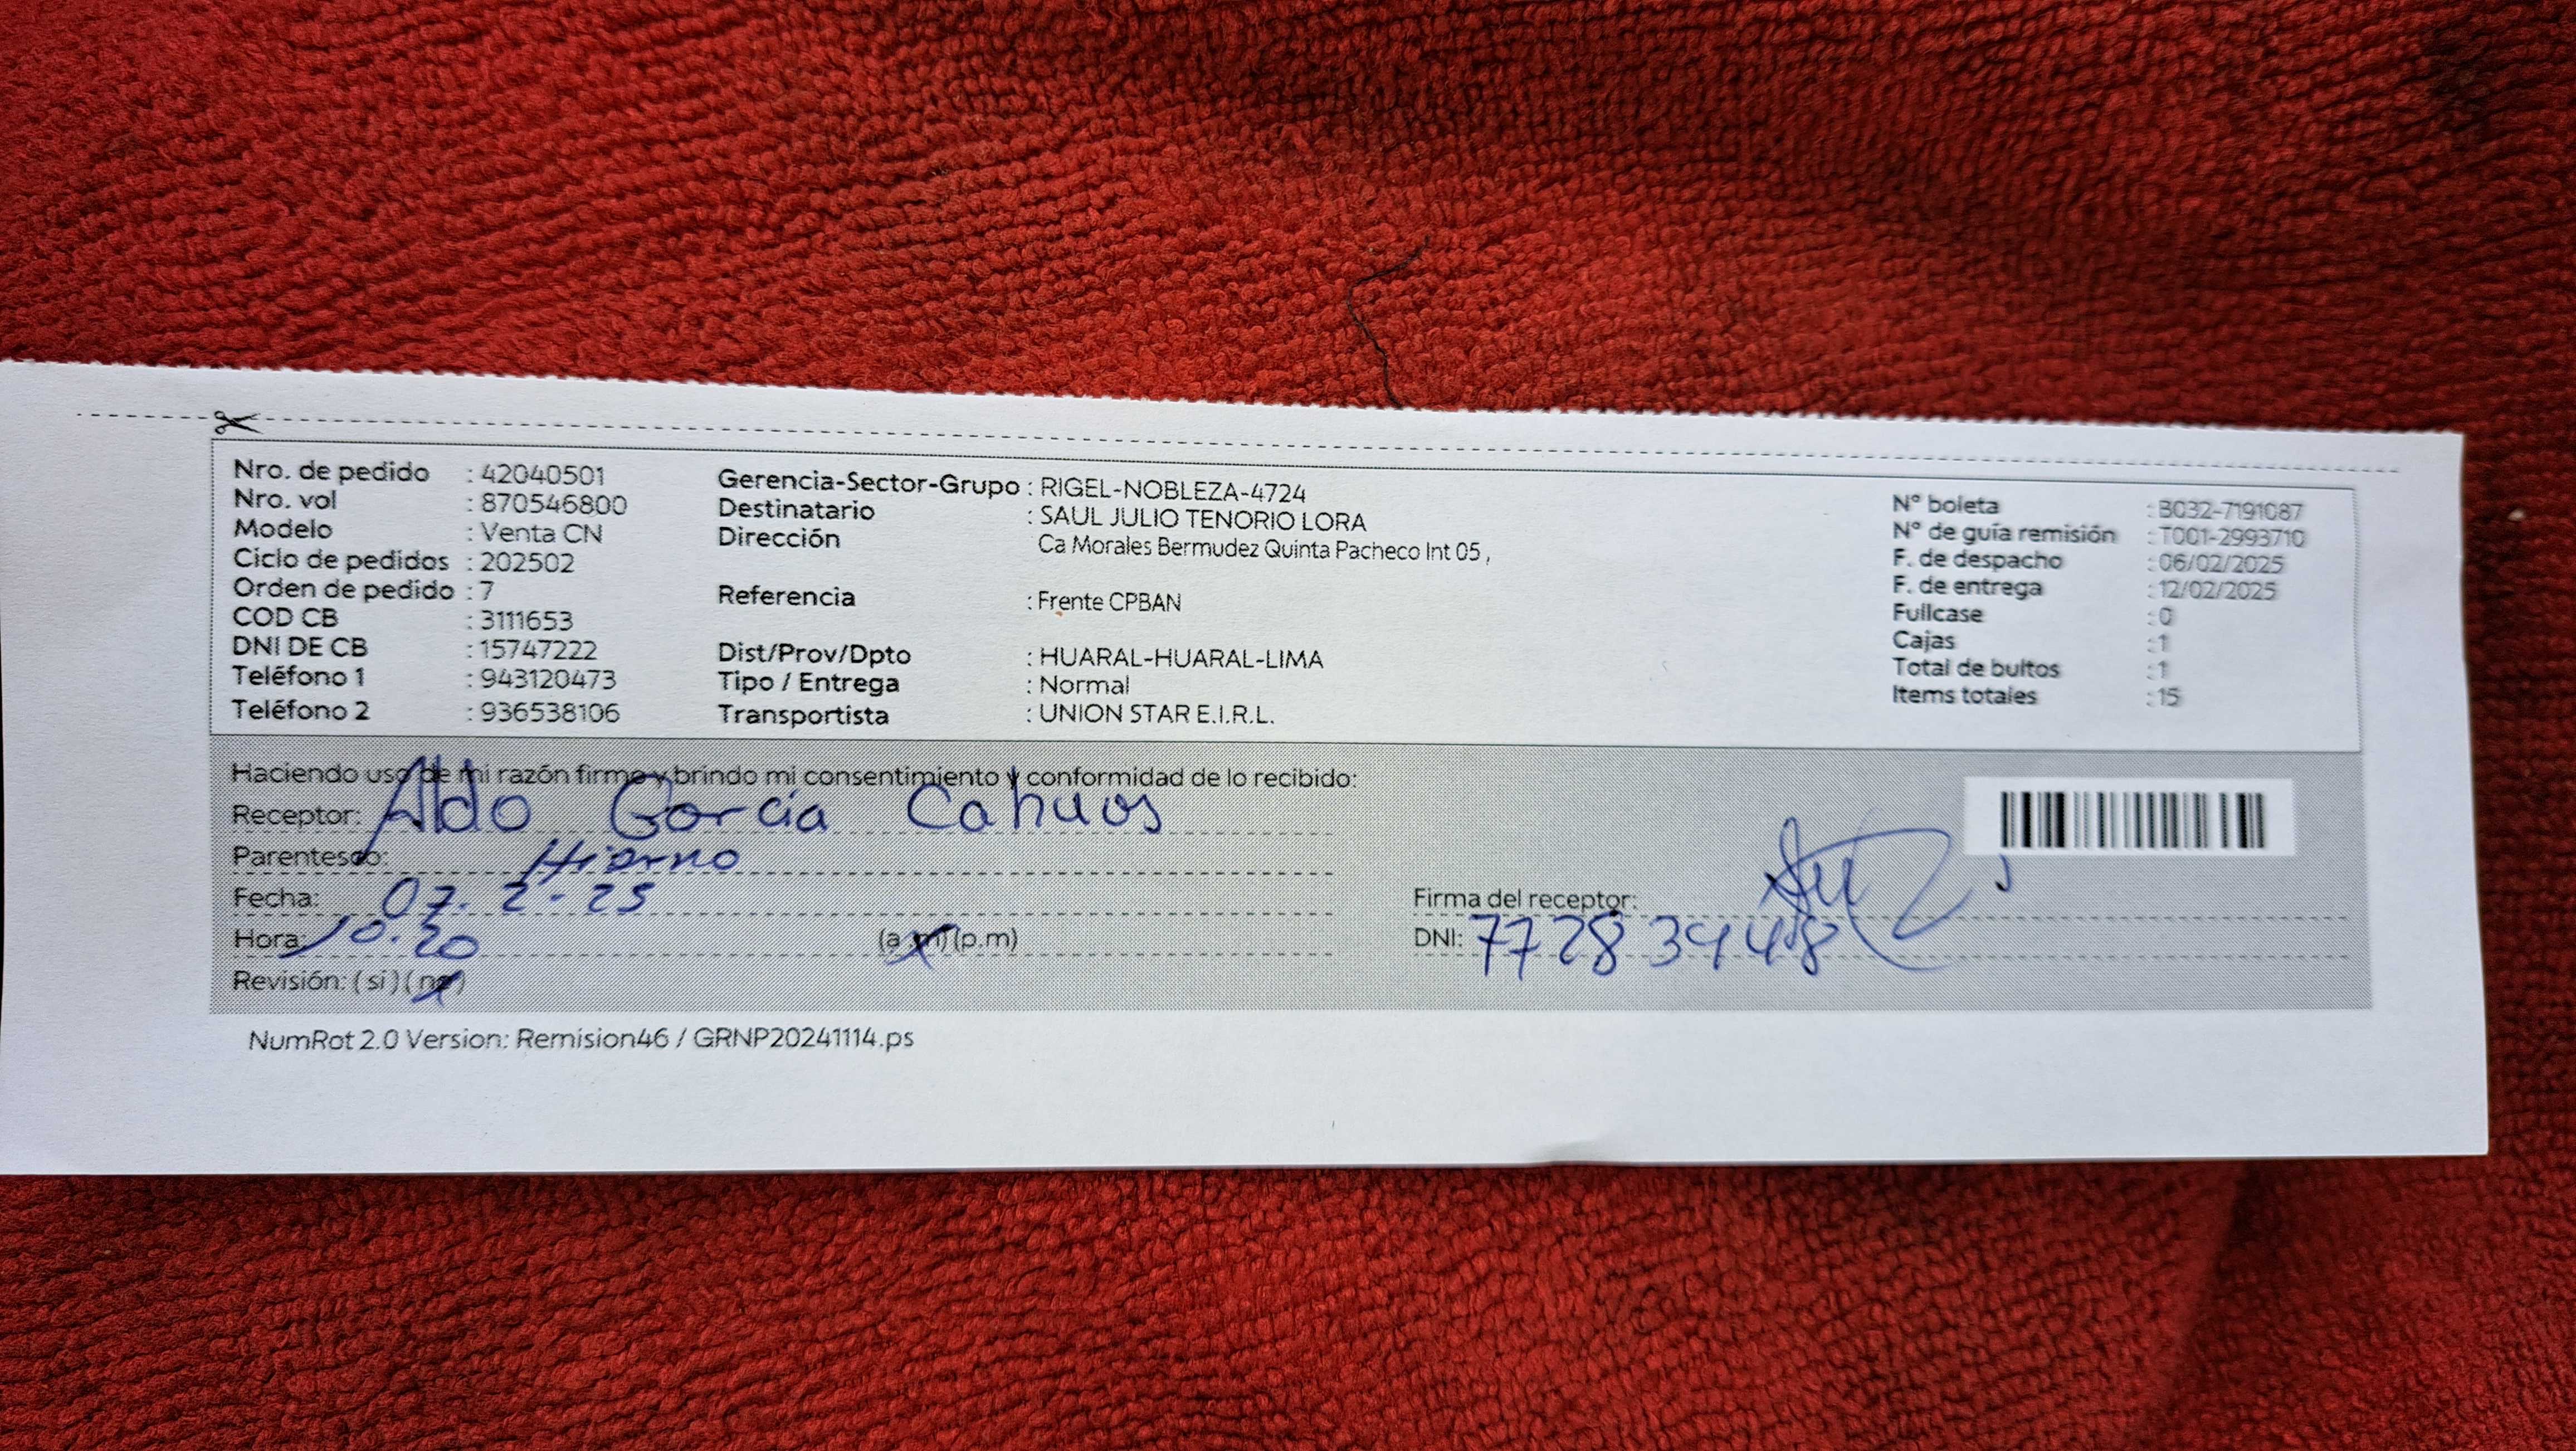 Nro. de pedido : 42040501
Nro. vol : 870546800
Modelo : Venta CN
Ciclo de pedidos : 202502
Orden de pedido : 7
COD CB : 3111653
DNI DE CB : 15747222
Teléfono 1 : 943120473
Teléfono 2 : 936538106
Gerencia-Sector-Grupo : RIGEL-NOBLEZA-4724
Destinatario : SAUL JULIO TENORIO LORA
Dirección Ca Morales Bermudez Quinta Pacheco Int 05 ,
Referencia : Frente CPBAN
Dist/Prov/Dpto : HUARAL-HUARAL-LIMA
Tipo / Entrega : Normal
Transportista : UNION STAR E.I.R.L.
N° boleta : B032-7191087
N° de guía remisión : T001-2993710
F. de despacho : 06/02/2025
F. de entrega : 12/02/2025
Fullcase : 0
Cajas : 1
Total de bultos : 1
Items totales : 15
Haciendo uso de mi razón firmo y brindo mi consentimiento y conformidad de lo recibido:
Receptor: Aldo Garcia Cahuas
Parentesco: Hierno
Fecha: 07. 2 - 25
Hora: 10.20 (a .m) (p.m)
Revisión: ( si ) ( no )
Firma del receptor:
DNI:
NumRot 2.0 Version: Remision46 / GRNP20241114.ps